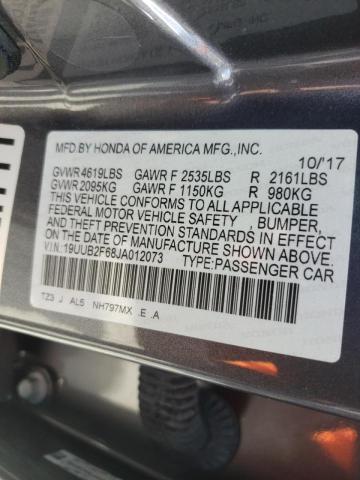 MFD.BY HONDA OF AMERICA MFG.,INC. 10/17
GVWR 4619LBS GAWR F 2535LBS R 2161LBS
GVWR 2095KG GAWR F 1150KG R 980KG
THIS VEHICLE CONFORMS TO ALL APPLICABLE
FEDERAL MOTOR VEHICLE SAFETY , BUMPER,
AND THEFT PREVENTION STANDARDS IN EFFECT
ON THE DATE OF MANUFACTURE SHOWN ABOVE.
V.I.N:19UUB2F68JA012073 TYPE:PASSENGER CAR
TZ3 J AL5 NH797MX .E .A